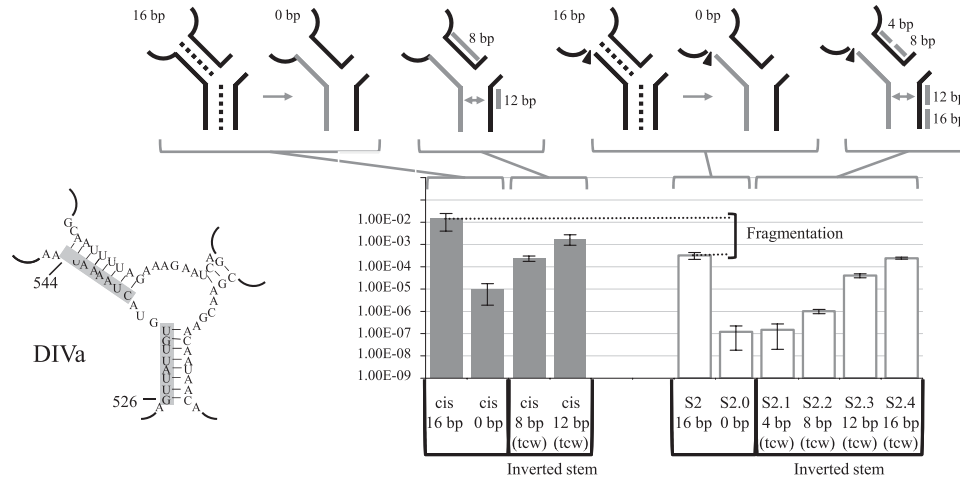 16 bp
0 bp
8 bp
12 bp
16 bp
0 bp
4 bp
8 bp
12 bp
16 bp
1.00E-02
1.00E-03
1.00E-04
1.00E-05
1.00E-06
1.00E-07
1.00E-08
1.00E-09
Fragmentation
544
526
DIVa
cis
16 bp
cis
0 bp
cis
8 bp
(tcw)
cis
12 bp
(tcw)
S2
16 bp
S2.0
0 bp
S2.1
4 bp
(tcw)
S2.2
8 bp
(tcw)
S2.3
12 bp
(tcw)
S2.4
16 bp
(tcw)
Inverted stem
Inverted stem